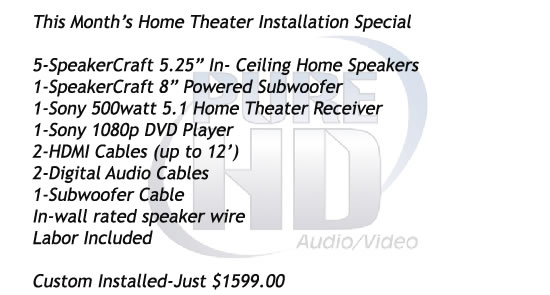 This Month’s Home Theater Installation Special
5-SpeakerCraft 5.25” In- Ceiling Home Speakers
1-SpeakerCraft 8” Powered Subwoofer
1-Sony 500watt 5.1 Home Theater Receiver
1-Sony 1080p DVD Player
2-HDMI Cables (up to 12’)
2-Digital Audio Cables
1-Subwoofer Cable
In-wall rated speaker wire
Labor Included
Custom Installed-Just $1599.00
PURE
HD
Audio/Video